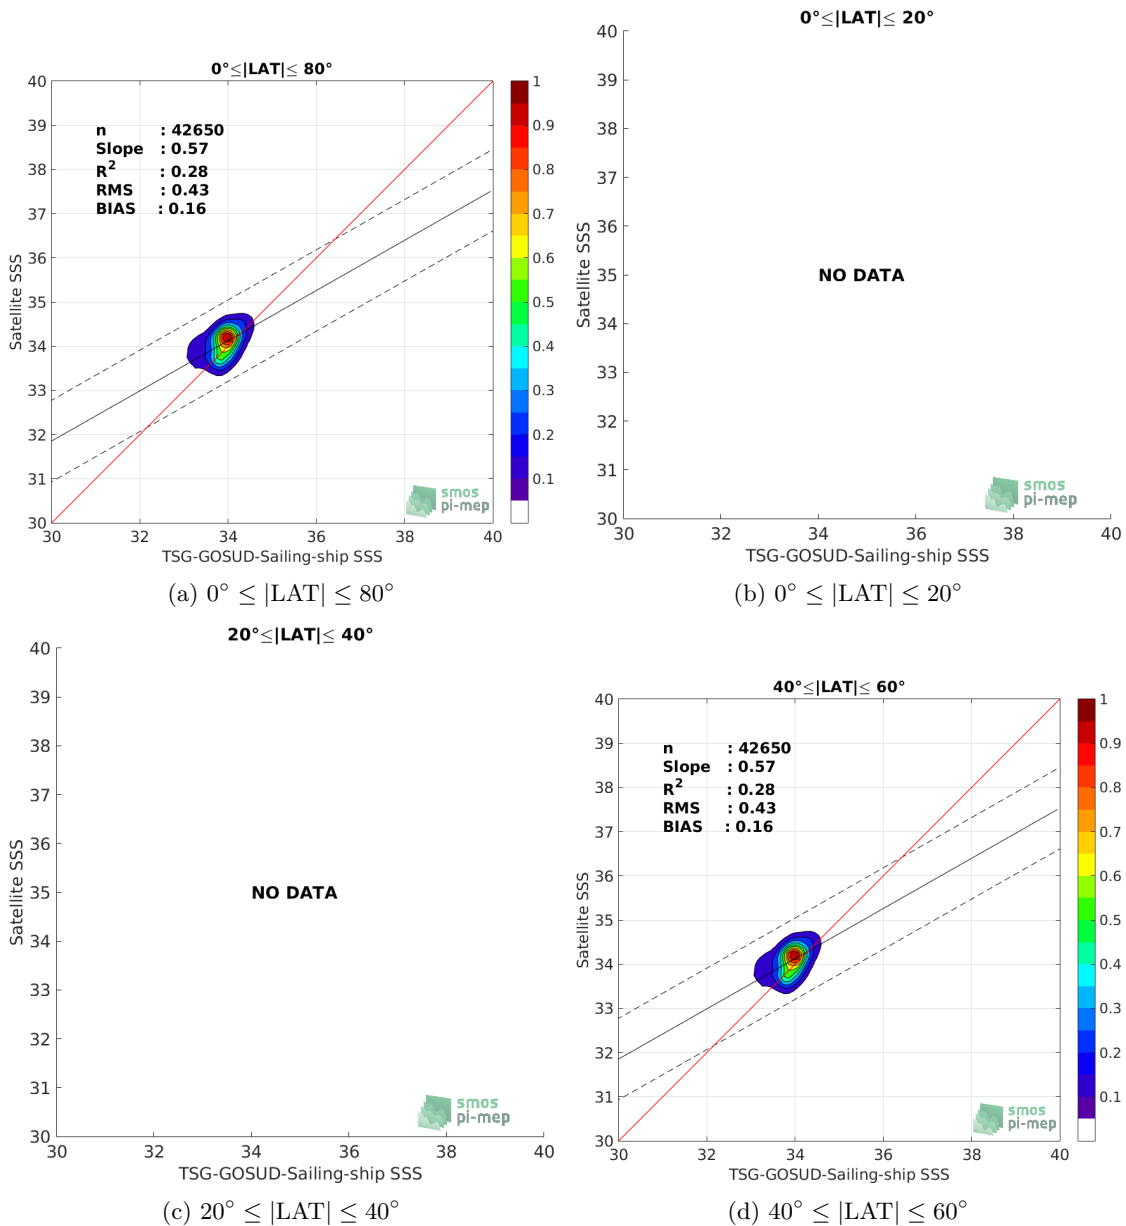 0°≤|LAT|≤ 80°
40
39
38
37
36
35
34
33
32
31
30
Satellite SSS
n : 42650
Slope : 0.57
R² : 0.28
RMS : 0.43
BIAS : 0.16
smos
pi-mep
30 32 34 36 38 40
TSG-GOSUD-Sailing-ship SSS
1
0.9
0.8
0.7
0.6
0.5
0.4
0.3
0.2
0.1
(a) 0° ≤ |LAT| ≤ 80°
0°≤|LAT|≤ 20°
40
39
38
37
36
35
34
33
32
31
30
Satellite SSS
NO DATA
smos
pi-mep
30 32 34 36 38 40
TSG-GOSUD-Sailing-ship SSS
(b) 0° ≤ |LAT| ≤ 20°
20°≤|LAT|≤ 40°
40
39
38
37
36
35
34
33
32
31
30
Satellite SSS
NO DATA
smos
pi-mep
30 32 34 36 38 40
TSG-GOSUD-Sailing-ship SSS
(c) 20° ≤ |LAT| ≤ 40°
40°≤|LAT|≤ 60°
40
39
38
37
36
35
34
33
32
31
30
Satellite SSS
n : 42650
Slope : 0.57
R² : 0.28
RMS : 0.43
BIAS : 0.16
smos
pi-mep
30 32 34 36 38 40
TSG-GOSUD-Sailing-ship SSS
1
0.9
0.8
0.7
0.6
0.5
0.4
0.3
0.2
0.1
(d) 40° ≤ |LAT| ≤ 60°